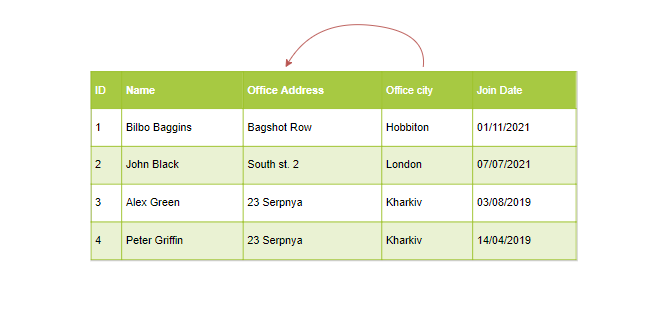 ID Name Office Address Office city Join Date
1 Bilbo Baggins Bagshot Row Hobbiton 01/11/2021
2 John Black South st. 2 London 07/07/2021
3 Alex Green 23 Serpnya Kharkiv 03/08/2019
4 Peter Griffin 23 Serpnya Kharkiv 14/04/2019